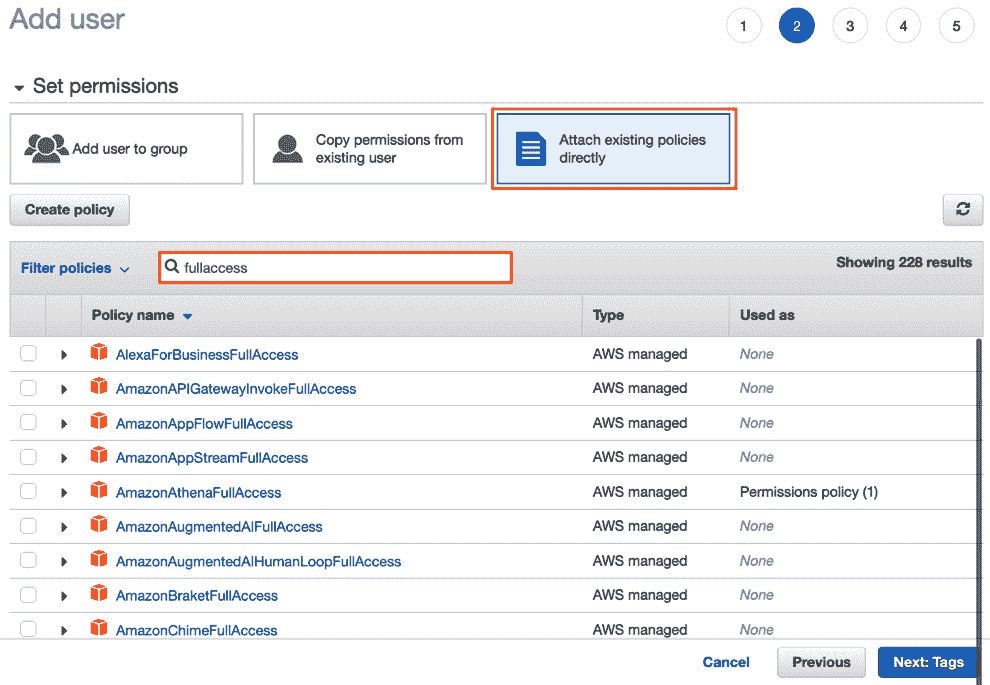 Add user
1 2 3 4 5
Set permissions
Add user to group
Copy permissions from
existing user
Attach existing policies
directly
Create policy
Filter policies
fullaccess
Showing 228 results
Policy name Type Used as
AlexaForBusinessFullAccess AWS managed None
AmazonAPIGatewayInvokeFullAccess AWS managed None
AmazonAppFlowFullAccess AWS managed None
AmazonAppStreamFullAccess AWS managed None
AmazonAthenaFullAccess AWS managed Permissions policy (1)
AmazonAugmentedAIFullAccess AWS managed None
AmazonAugmentedAIHumanLoopFullAccess AWS managed None
AmazonBraketFullAccess AWS managed None
AmazonChimeFullAccess AWS managed None
Cancel Previous Next: Tags